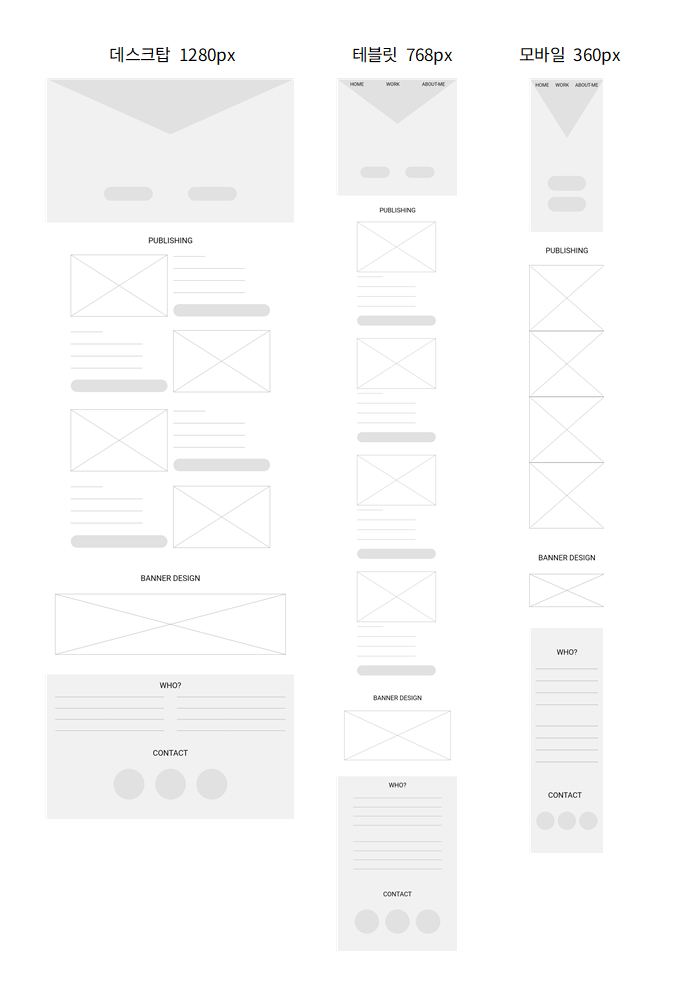 데스크탑 1280px
PUBLISHING
BANNER DESIGN
WHO?
CONTACT
테블릿 768px
HOME WORK ABOUT-ME
PUBLISHING
BANNER DESIGN
WHO?
CONTACT
모바일 360px
HOME WORK ABOUT-ME
PUBLISHING
BANNER DESIGN
WHO?
CONTACT